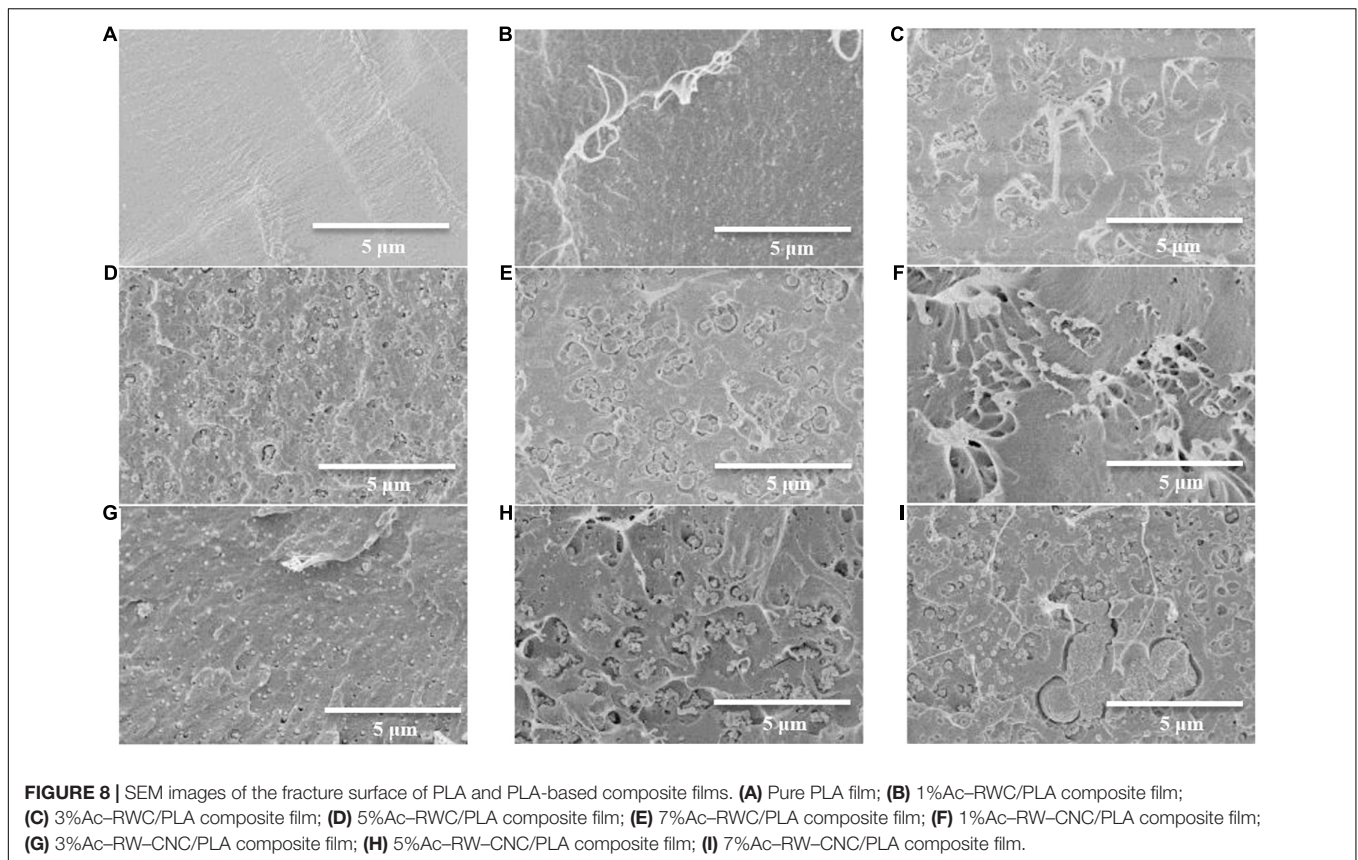 A
B
C
5 μm
5 μm
5 μm
D
E
F
5 μm
5 μm
5 μm
G
H
I
5 μm
5 μm
5 μm
FIGURE 8 | SEM images of the fracture surface of PLA and PLA-based composite films. (A) Pure PLA film; (B) 1%Ac–RWC/PLA composite film;
(C) 3%Ac–RWC/PLA composite film; (D) 5%Ac–RWC/PLA composite film; (E) 7%Ac–RWC/PLA composite film; (F) 1%Ac–RW–CNC/PLA composite film;
(G) 3%Ac–RW–CNC/PLA composite film; (H) 5%Ac–RW–CNC/PLA composite film; (I) 7%Ac–RW–CNC/PLA composite film.